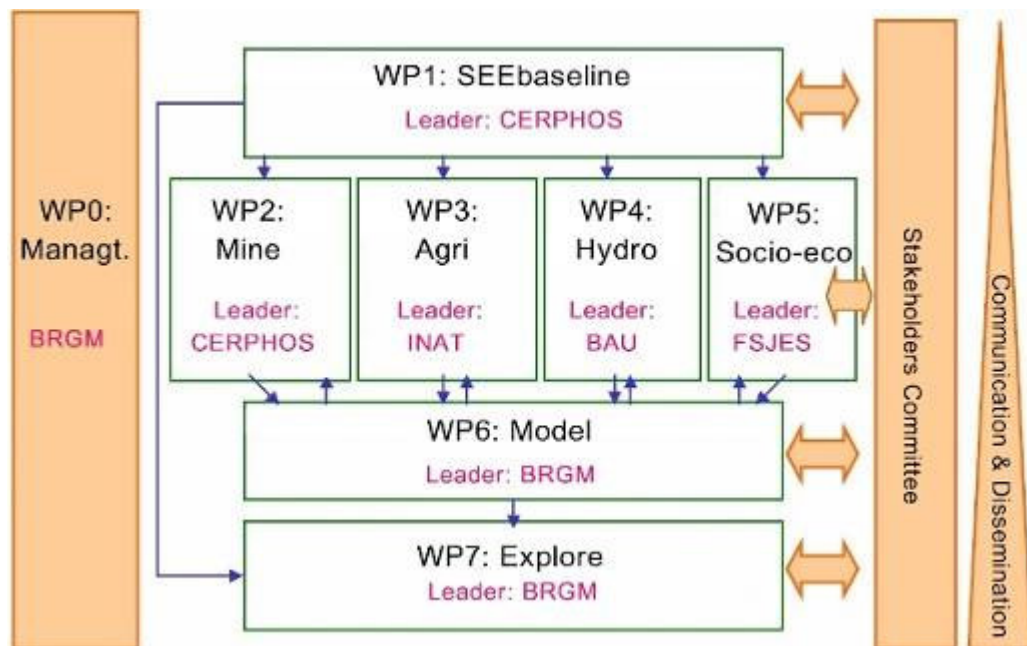 WP0:
Managt.
BRGM
WP1: SEEbaseline
Leader: CERPHOS
WP2:
Mine
Leader:
CERPHOS
WP3:
Agri
Leader:
INAT
WP4:
Hydro
Leader:
BAU
WP5:
Socio-eco
Leader:
FSJES
WP6: Model
Leader: BRGM
WP7: Explore
Leader: BRGM
Stakeholders Committee
Communication & Dissemination